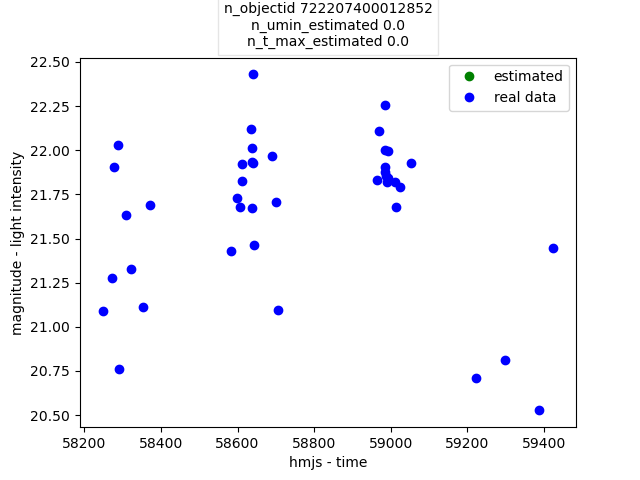 n_objectid 722207400012852
n_umin_estimated 0.0
n_t_max_estimated 0.0
estimated
real data
magnitude - light intensity
22.50
22.25
22.00
21.75
21.50
21.25
21.00
20.75
20.50
58200 58400 58600 58800 59000 59200 59400
hmjs - time